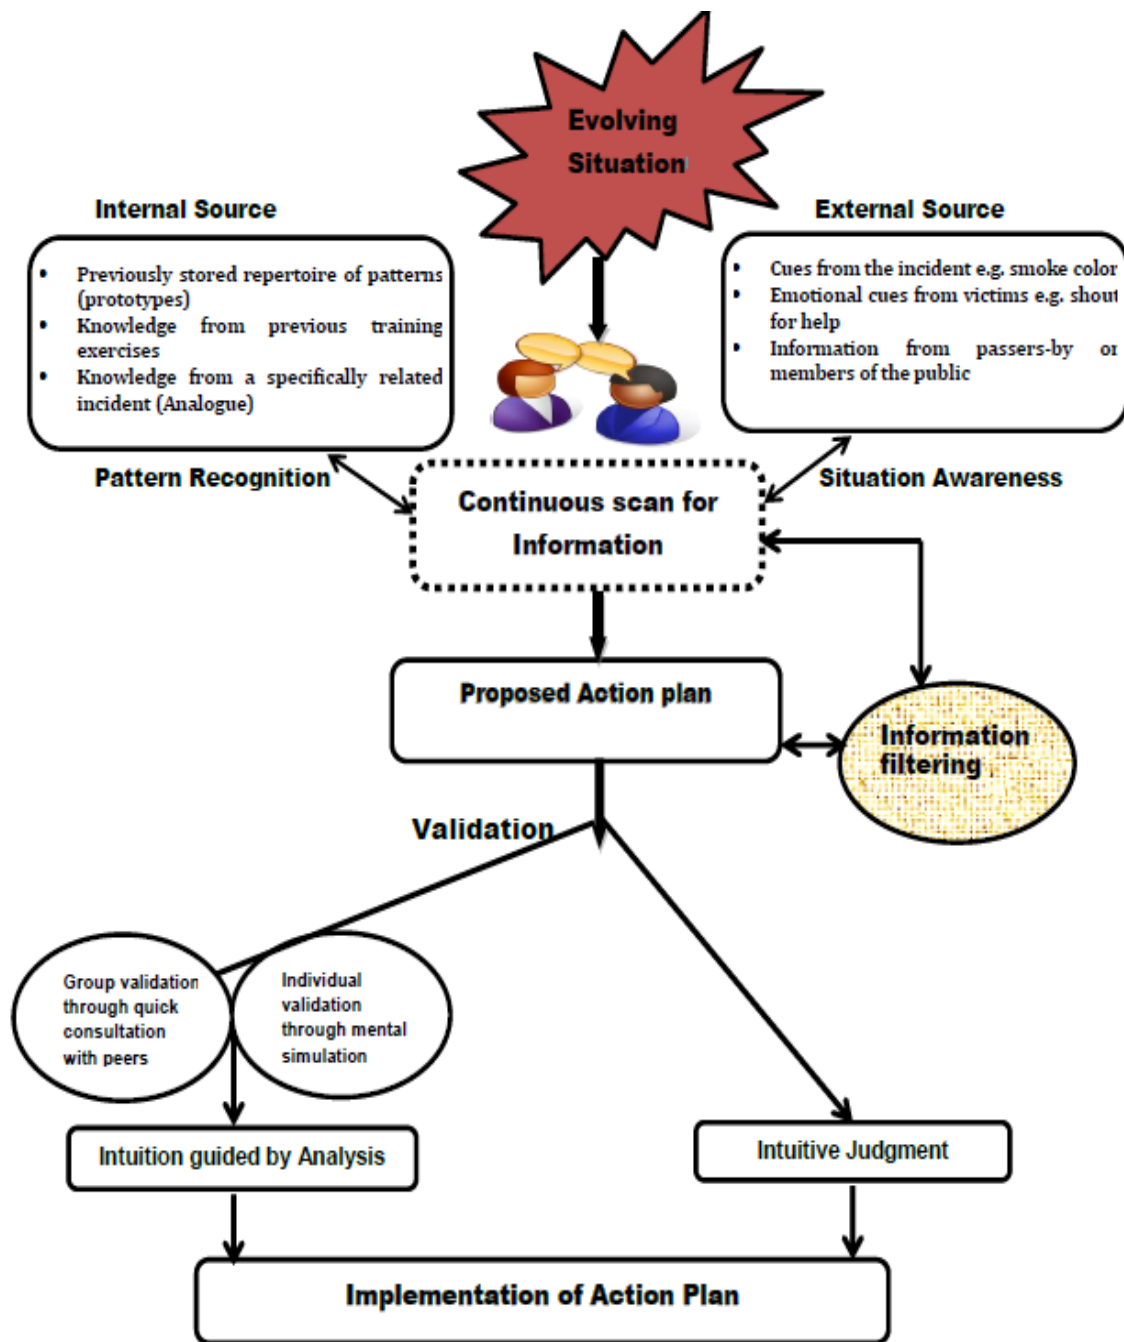 Evolving
Situation
Internal Source
External Source
• Previously stored repertoire of patterns
(prototypes)
• Knowledge from previous training
exercises
• Knowledge from a specifically related
incident (Analogue)
• Cues from the incident e.g. smoke color
• Emotional cues from victims e.g. shout
for help
• Information from passers-by or
members of the public
Pattern Recognition
Situation Awareness
Continuous scan for
Information
Proposed Action plan
Information
filtering
Validation
Group validation
through quick
consultation
with peers
Individual
validation
through mental
simulation
Intuition guided by Analysis
Intuitive Judgment
Implementation of Action Plan